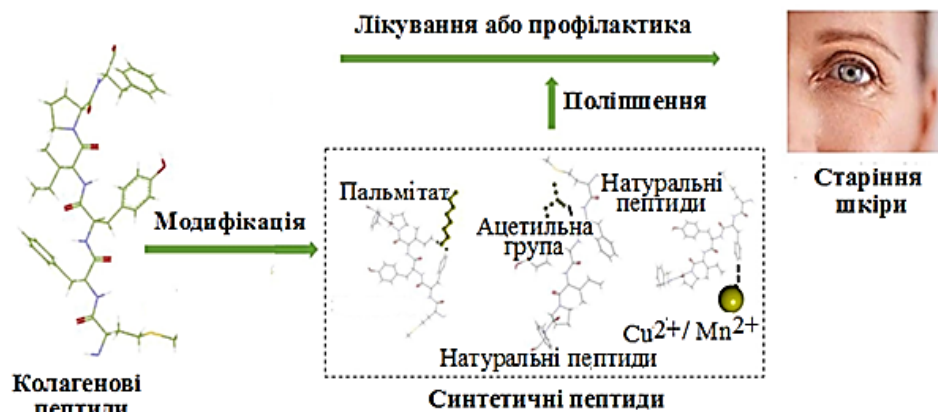 Лікування або профілактика
Поліпшення
Старіння
шкіри
Модифікація
Пальмітат
Ацетильна
група
Натуральні
пептиди
Cu2+/ Mn2+
Натуральні пептиди
Колагенові
пептиди
Синтетичні пептиди